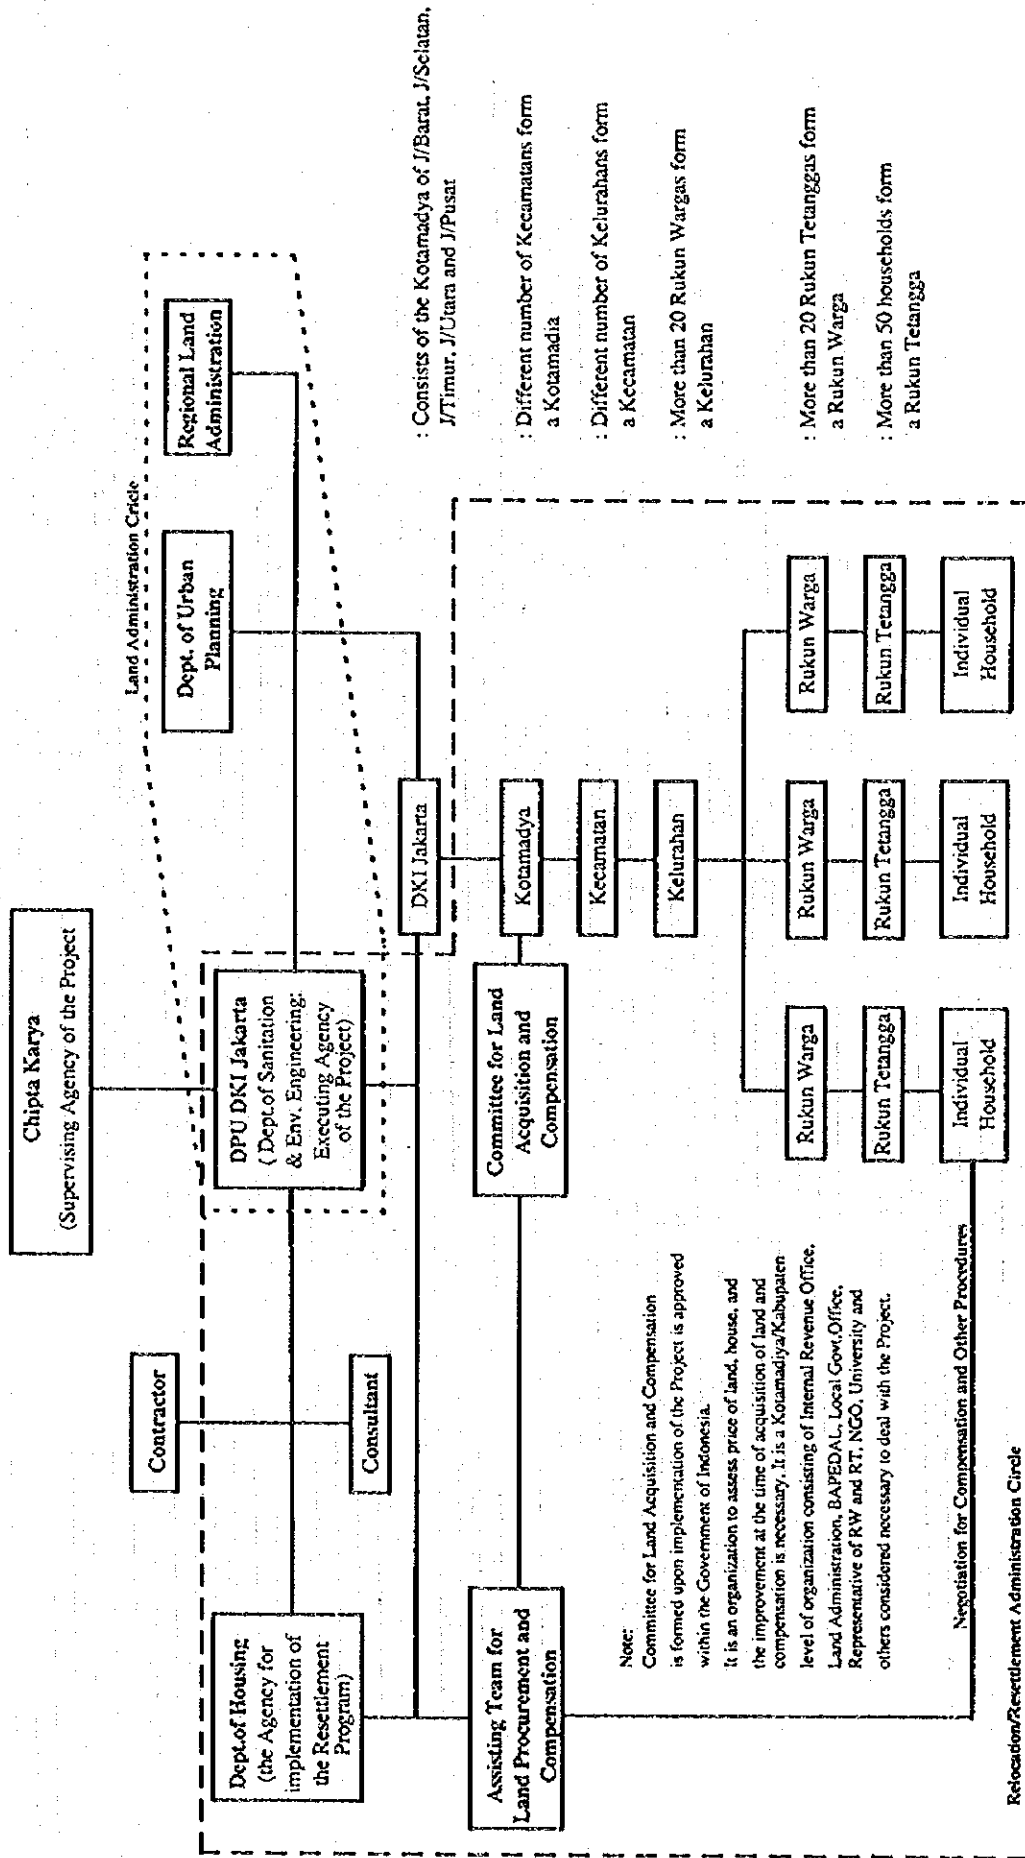 Chipta Karya
(Supervising Agency of the Project)
Land Administration Cricle
Contractor
Dept. of Urban
Planning
Regional Land
Administration
Dept.of Housing
(the Agency for
implementation of
the Resettlement
Program)
DPU DKI Jakarta
( Dept.of Sanitation
& Env. Engineering:
Executing Agency
of the Project)
Consultant
DKI Jakarta
: Consists of the Kotamadya of J/Barat, J/Selatan,
J/Timur, J/Utara and J/Pusat
Assisting Team for
Land Procurement and
Compensation
Committee for Land
Acquisition and
Compensation
Kotamadya
: Different number of Kecamatans form
a Kotamadia
Kecamatan
: Different number of Kelurahans form
a Kecamatan
Kelurahan
: More than 20 Rukun Wargas form
a Kelurahan
Note:
Committee for Land Acquisition and Compensation
is formed upon implementation of the Project is approved
within the Government of Indonesia.
It is an organization to assess price of land, house, and
the improvement at the time of acquisition of land and
compensation is necessary. It is a Kotamadiya/Kabupaten
level of organization consisting of Internal Revenue Office,
Land Administration, BAPEDAL, Local Govt.Office,
Representative of RW and RT, NGO, University and
others considered necessary to deal with the Project.
Rukun Warga
Rukun Warga
Rukun Warga
: More than 20 Rukun Tetanggas form
a Rukun Warga
Rukun Tetangga
Rukun Tetangga
Rukun Tetangga
: More than 50 households form
a Rukun Tetangga
Negotiation for Compensation and Other Procedures
Individual
Household
Individual
Household
Individual
Household
Relocation/Resetdement Administration Circle